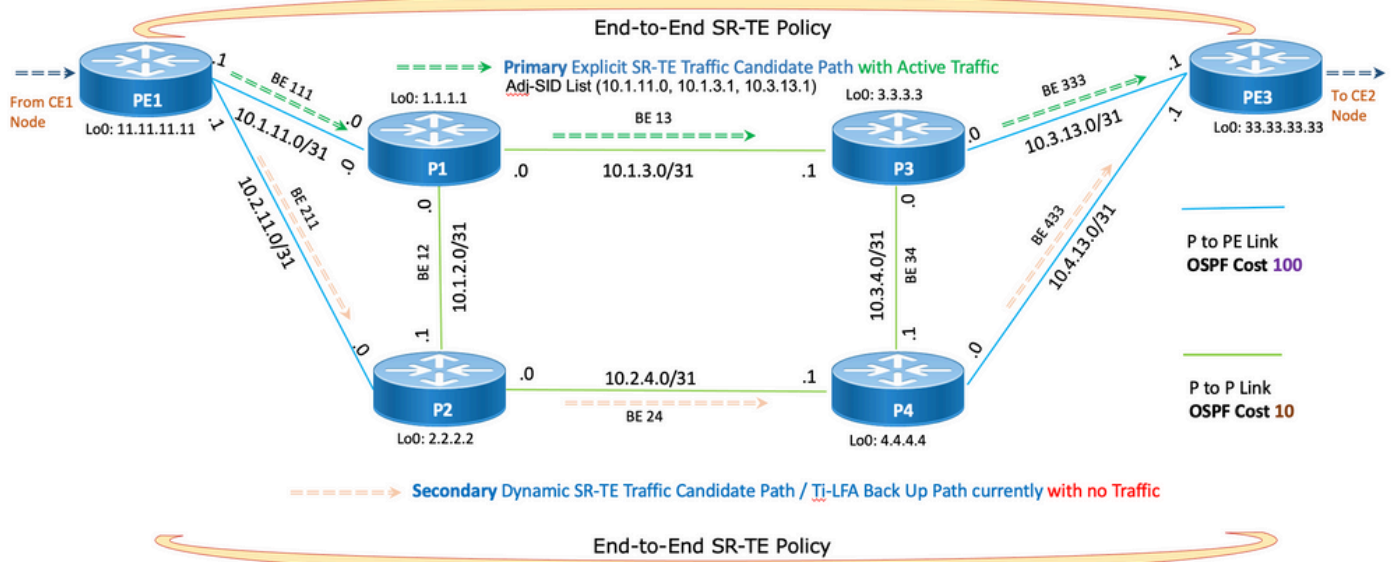 End-to-End SR-TE Policy
Primary Explicit SR-TE Traffic Candidate Path with Active Traffic
Adj-SID List (10.1.11.0, 10.1.3.1, 10.3.13.1)
From CE1
Node
PE1
Lo0: 11.11.11.11
.1
.1
BE 111
10.1.11.0/31
.0
.0
Lo0: 1.1.1.1
P1
.0
BE 13
10.1.3.0/31
.1
Lo0: 3.3.3.3
P3
.0
BE 333
10.3.13.0/31
.1
.1
PE3
Lo0: 33.33.33.33
To CE2
Node
BE 211
10.2.11.0/31
.0
.0
BE 12
10.1.2.0/31
.1
.0
BE 34
10.3.4.0/31
.1
BE 433
10.4.13.0/31
.0
P to PE Link
OSPF Cost 100
P2
Lo0: 2.2.2.2
.0
10.2.4.0/31
BE 24
.1
P4
Lo0: 4.4.4.4
P to P Link
OSPF Cost 10
Secondary Dynamic SR-TE Traffic Candidate Path / Ti-LFA Back Up Path currently with no Traffic
End-to-End SR-TE Policy